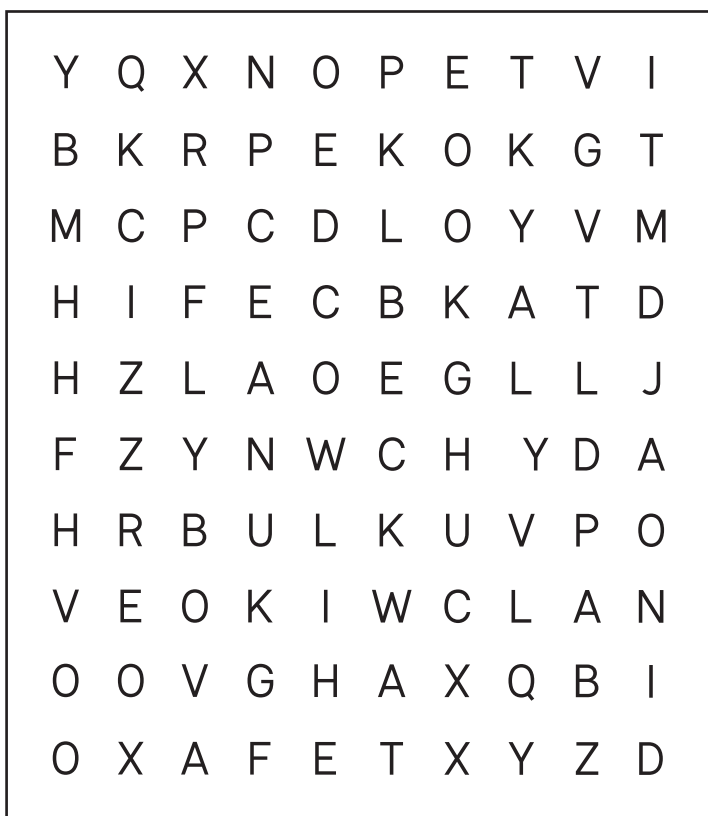 Y Q X N O P E T V I
B K R P E K O K G T
M C P C D L O Y V M
H I F E C B K A T D
H Z L A O E G L L J
F Z Y N W C H Y D A
H R B U L K U V P O
V E O K I W C L A N
O O V G H A X Q B I
O X A F E T X Y Z D